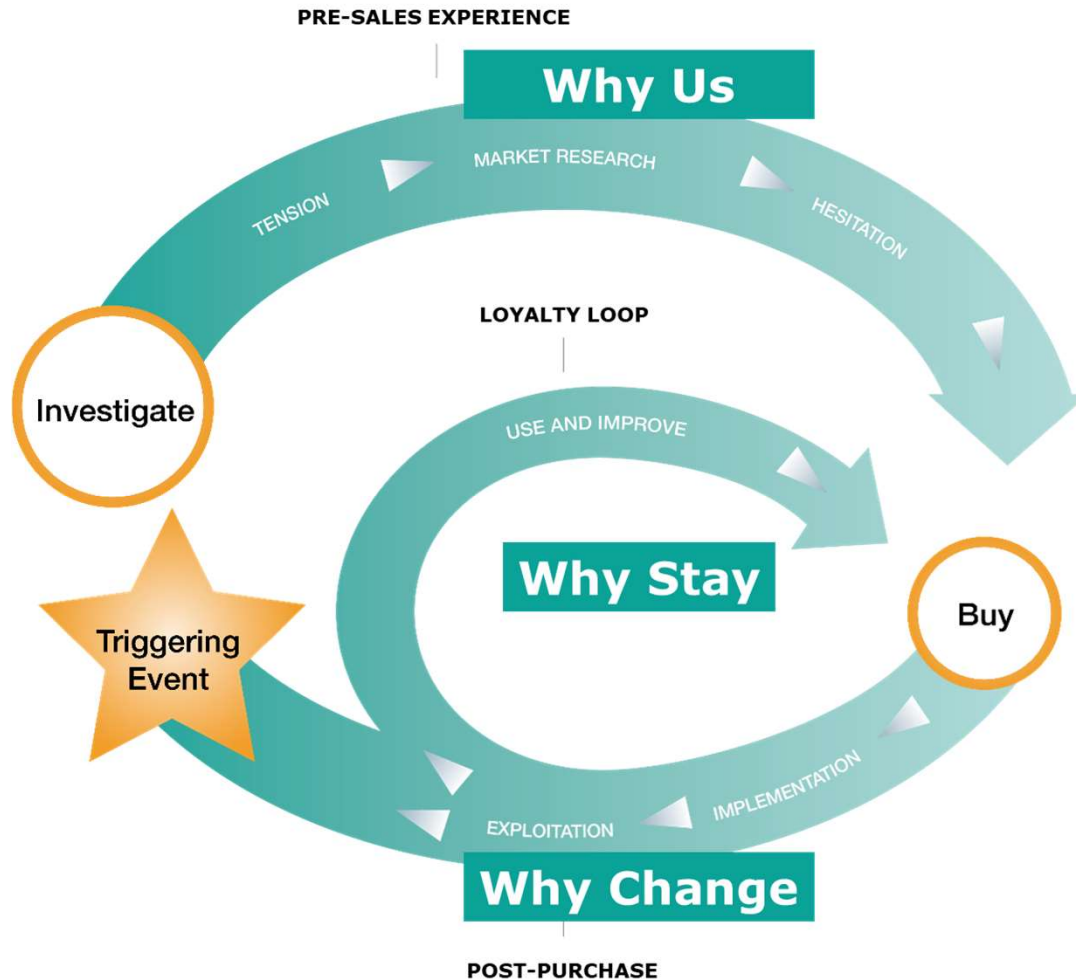 PRE-SALES EXPERIENCE
Why Us
MARKET RESEARCH
TENSION
HESITATION
LOYALTY LOOP
Investigate
USE AND IMPROVE
Why Stay
Buy
Triggering
Event
IMPLEMENTATION
EXPLOITATION
Why Change
POST-PURCHASE